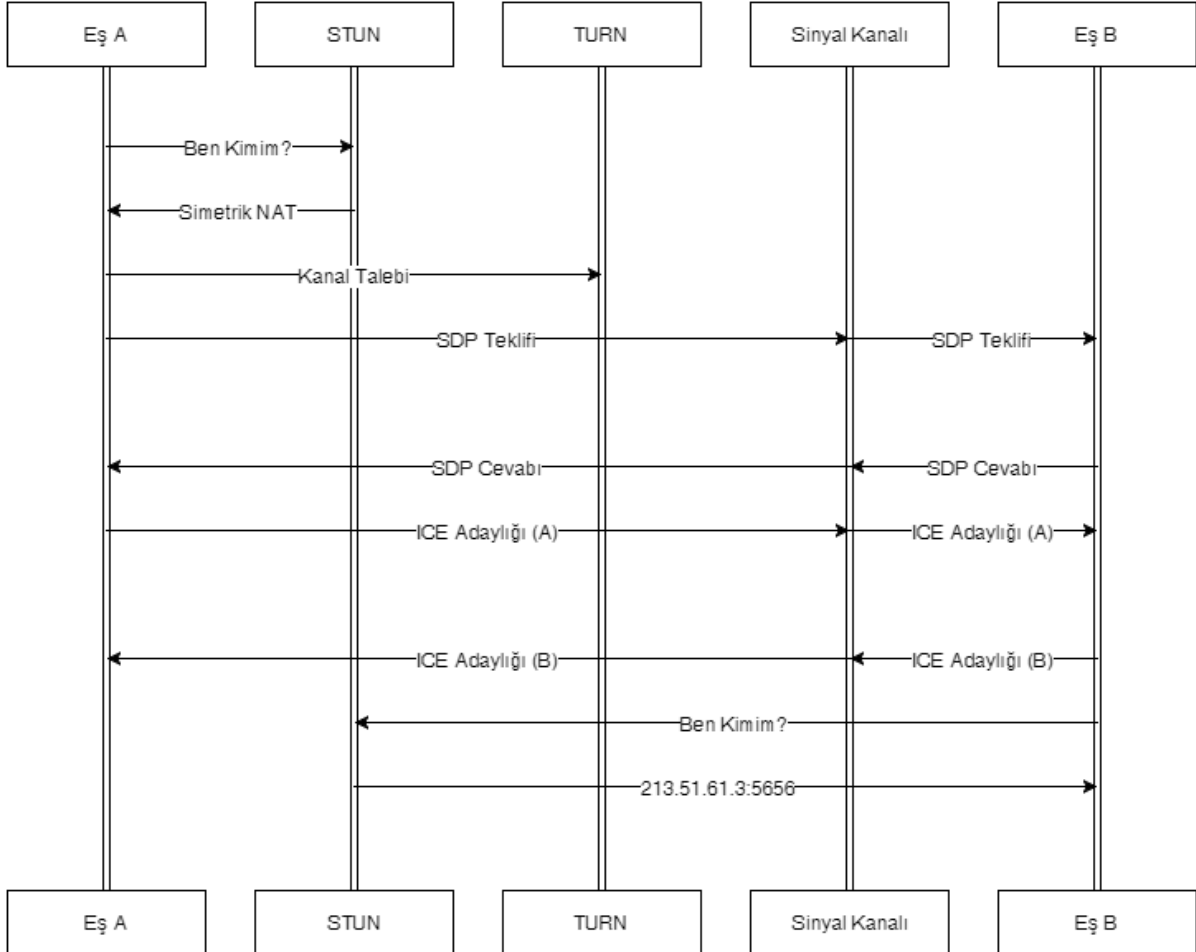 Eş A
STUN
TURN
Sinyal Kanalı
Eş B
Ben Kimim?
Simetrik NAT
Kanal Talebi
SDP Teklifi
SDP Teklifi
SDP Cevabı
SDP Cevabı
ICE Adaylığı (A)
ICE Adaylığı (A)
ICE Adaylığı (B)
ICE Adaylığı (B)
Ben Kimim?
213.51.61.3:5656
Eş A
STUN
TURN
Sinyal Kanalı
Eş B